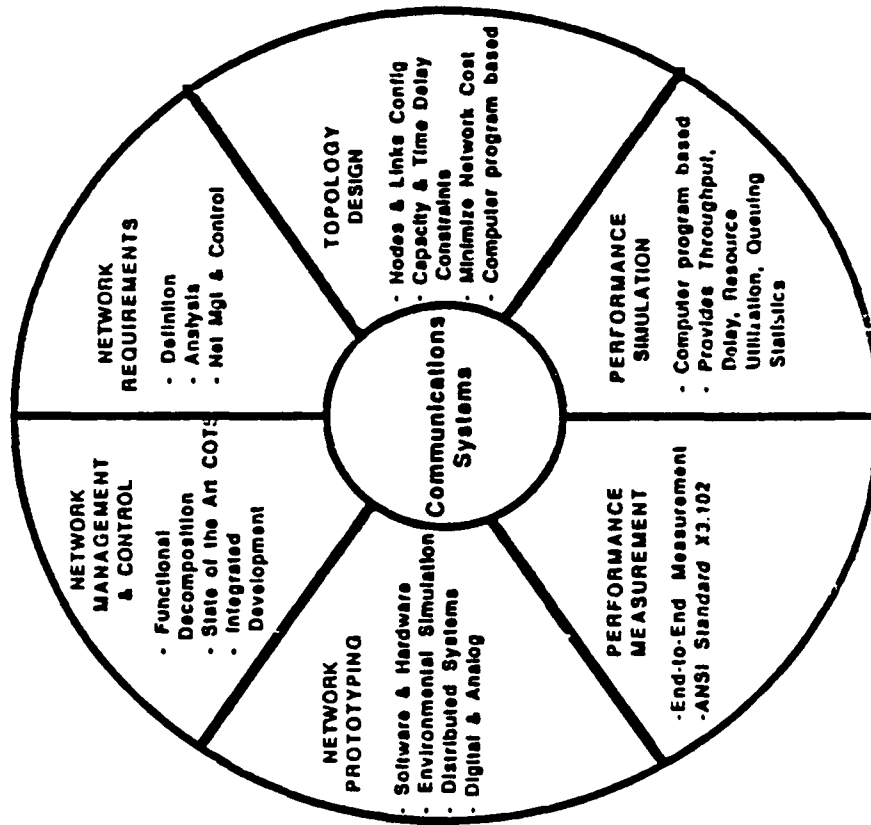 NETWORK
REQUIREMENTS
- Definition
- Analysis
- Net Mgt & Control
TOPOLOGY
DESIGN
- Nodes & Links Config
- Capacity & Time Delay
Constraints
- Minimize Network Cost
- Computer program based
PERFORMANCE
SIMULATION
- Computer program based
- Provides Throughput,
Delay, Resource
Utilization, Queuing
Statistics
PERFORMANCE
MEASUREMENT
-End-to-End Measurement
-ANSI Standard X3.102
NETWORK
PROTOTYPING
- Software & Hardware
- Environmental Simulation
- Distributed Systems
- Digital & Analog
NETWORK
MANAGEMENT
& CONTROL
- Functional
Decomposition
- State of the Art COTS
- Integrated
Development
Communications
Systems